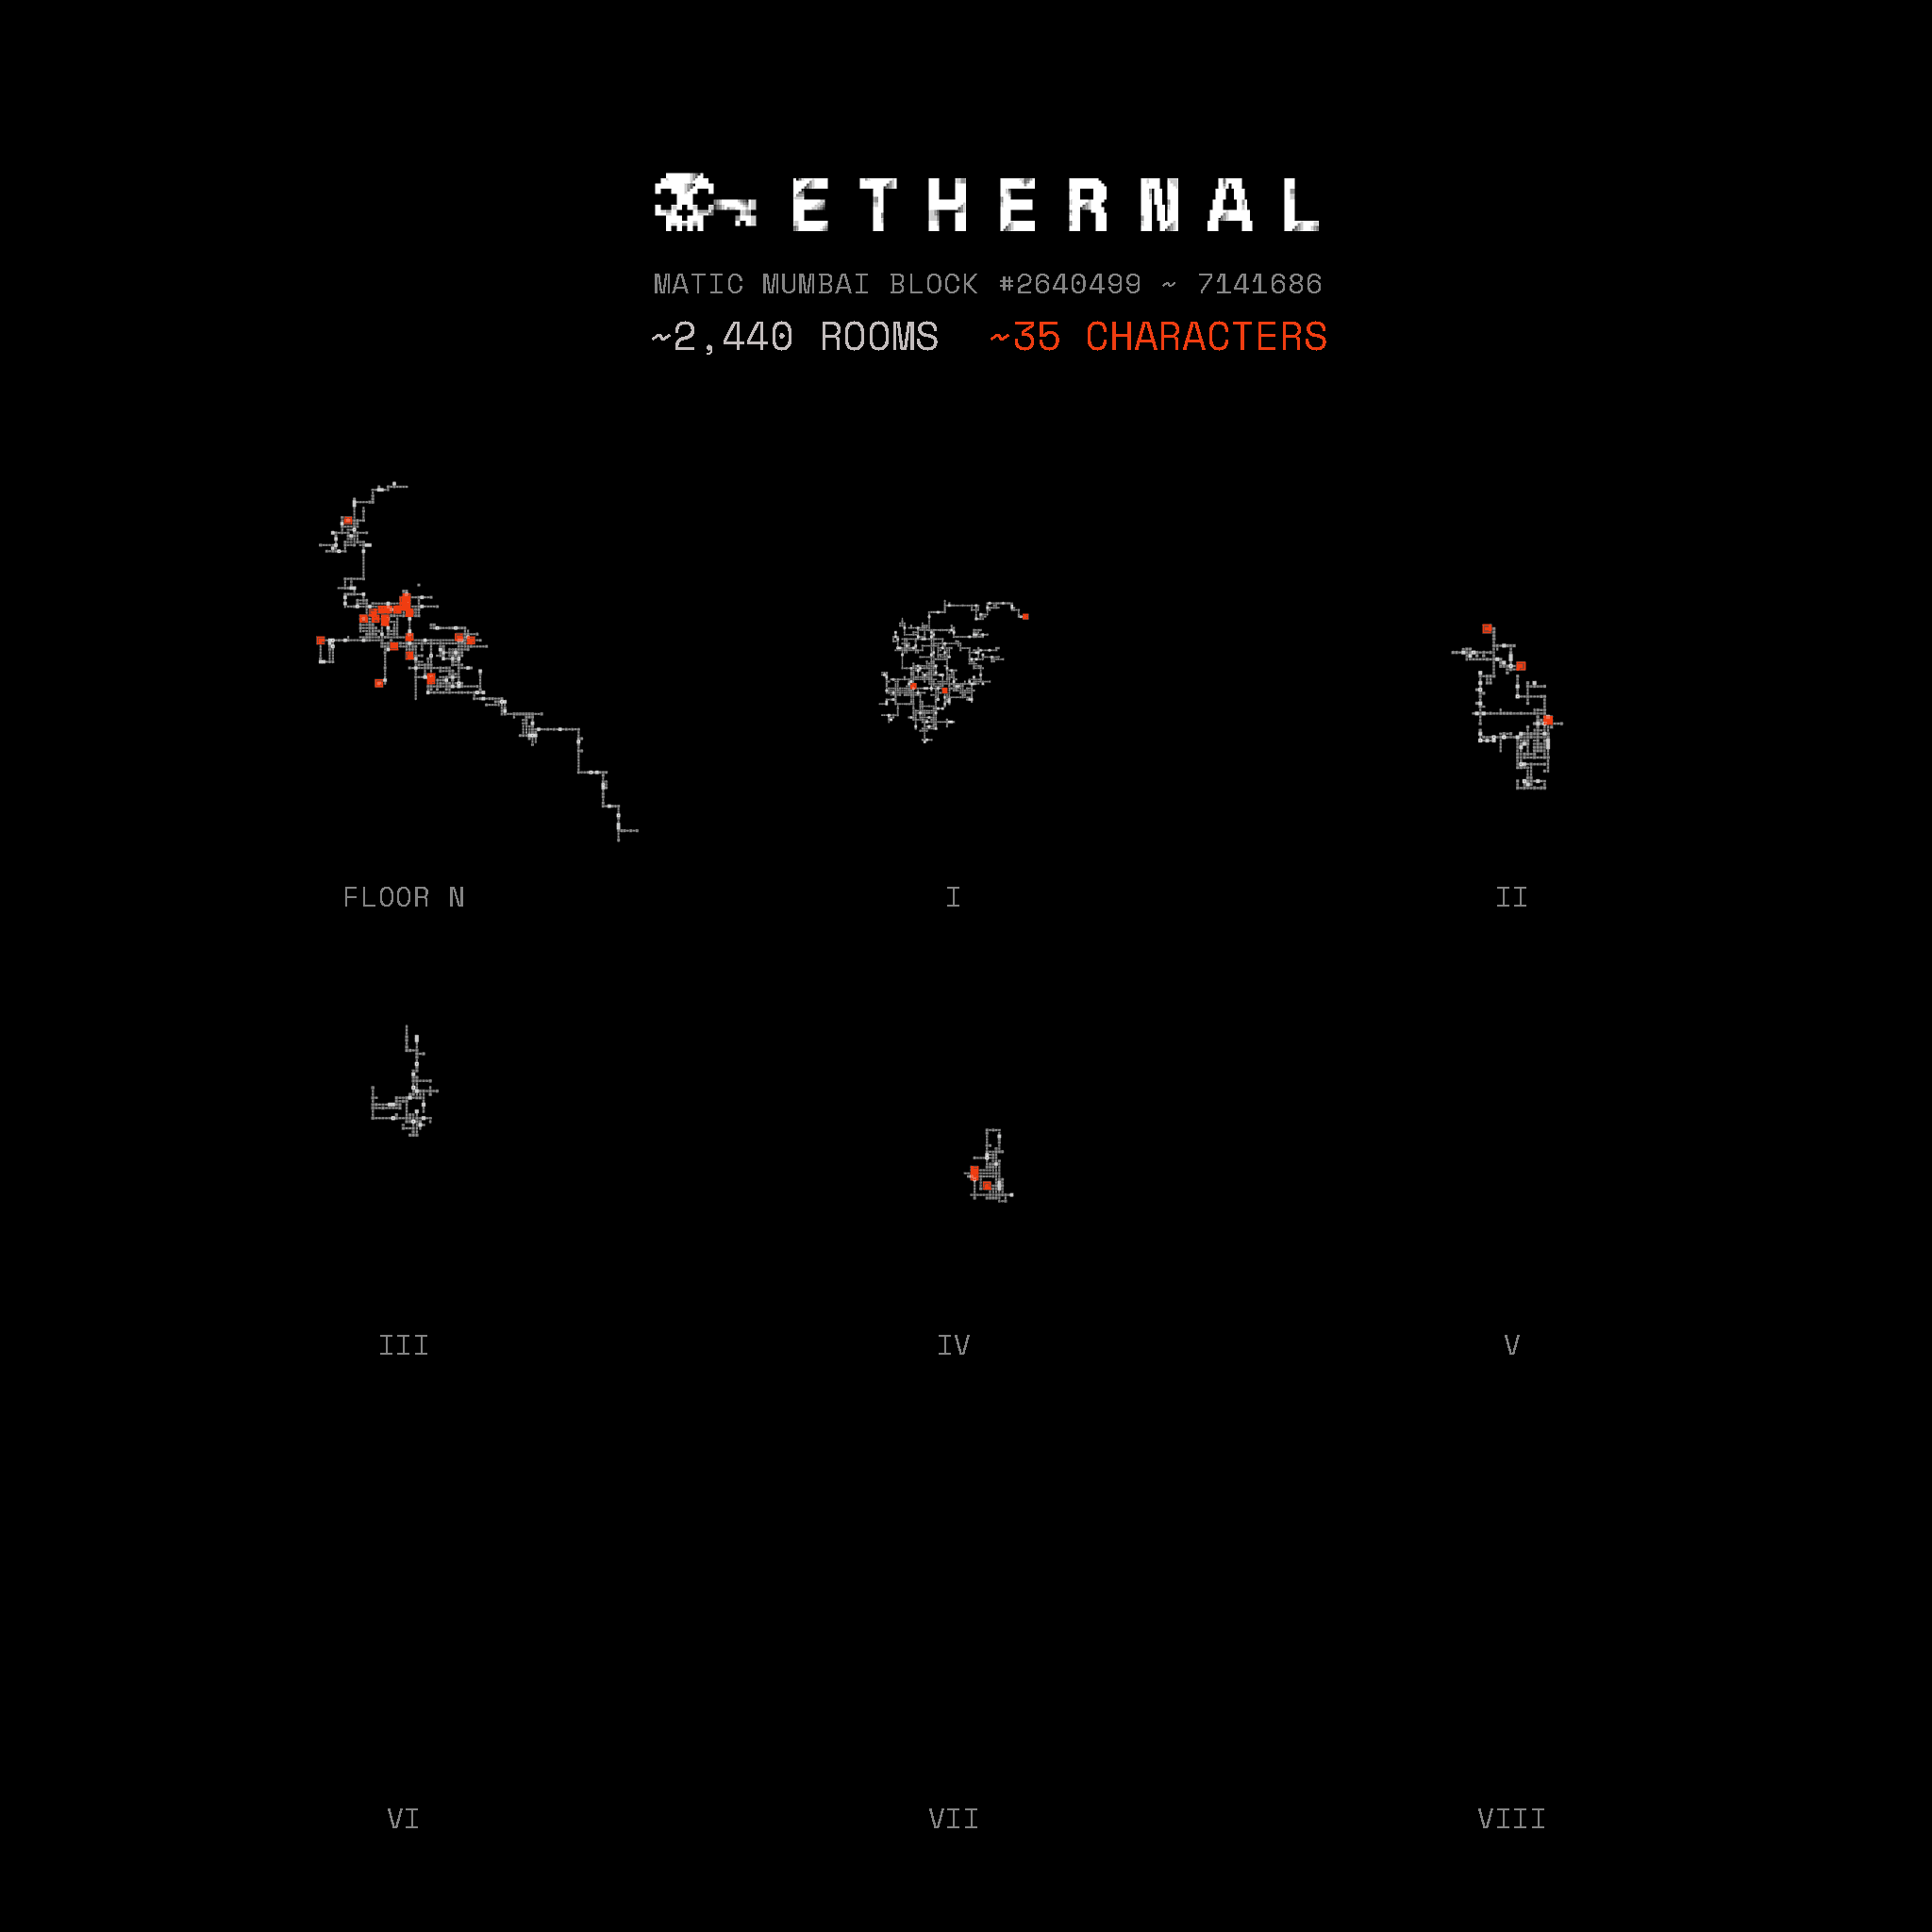 ETHERNAL
MATIC MUMBAI BLOCK #2640499 ~ 7141686
~2,440 ROOMS ~35 CHARACTERS
FLOOR N
I
II
III
IV
V
VI
VII
VIII